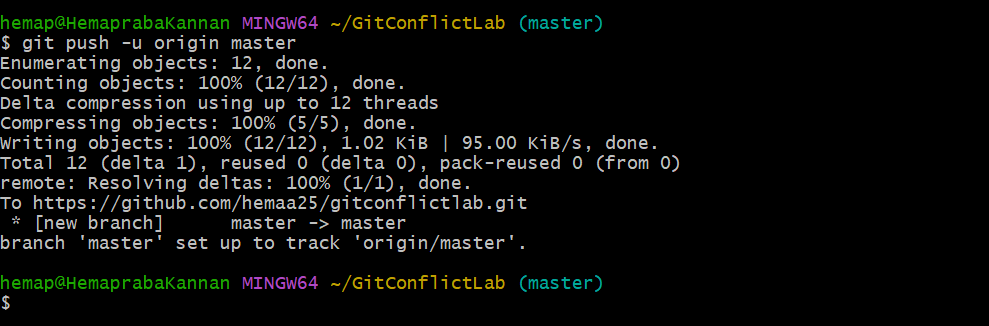 hemap@HemaprabaKannan MINGW64 ~/GitConflictLab (master)
$ git push -u origin master
Enumerating objects: 12, done.
Counting objects: 100% (12/12), done.
Delta compression using up to 12 threads
Compressing objects: 100% (5/5), done.
Writing objects: 100% (12/12), 1.02 KiB | 95.00 KiB/s, done.
Total 12 (delta 1), reused 0 (delta 0), pack-reused 0 (from 0)
remote: Resolving deltas: 100% (1/1), done.
To https://github.com/hemaa25/gitconflictlab.git
 * [new branch]      master -> master
branch 'master' set up to track 'origin/master'.
hemap@HemaprabaKannan MINGW64 ~/GitConflictLab (master)
$